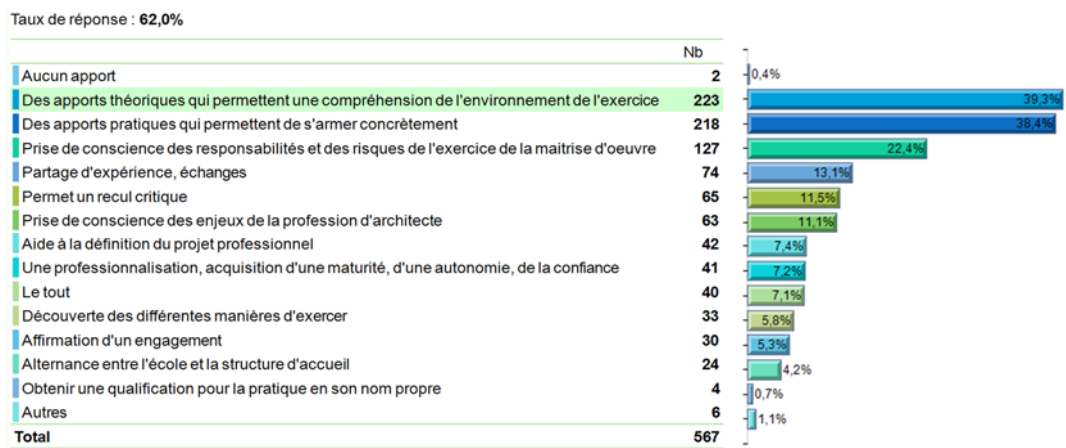 Taux de réponse : 62,0%
Nb
Aucun apport 2 0,4%
Des apports théoriques qui permettent une compréhension de l'environnement de l'exercice 223 39,3%
Des apports pratiques qui permettent de s'armer concrètement 218 38,4%
Prise de conscience des responsabilités et des risques de l'exercice de la maitrise d'oeuvre 127 22,4%
Partage d'expérience, échanges 74 13,1%
Permet un recul critique 65 11,5%
Prise de conscience des enjeux de la profession d'architecte 63 11,1%
Aide à la définition du projet professionnel 42 7,4%
Une professionnalisation, acquisition d'une maturité, d'une autonomie, de la confiance 41 7,2%
Le tout 40 7,1%
Découverte des différentes manières d'exercer 33 5,8%
Affirmation d'un engagement 30 5,3%
Alternance entre l'école et la structure d'accueil 24 4,2%
Obtenir une qualification pour la pratique en son nom propre 4 0,7%
Autres 6 1,1%
Total 567